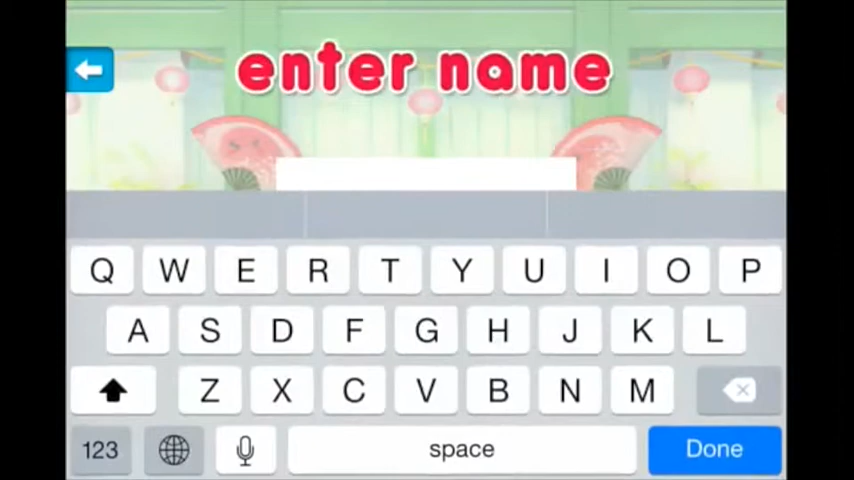 enter name
Q W E R T Y U I O P
A S D F G H J K L
Z X C V B N M
123 space Done